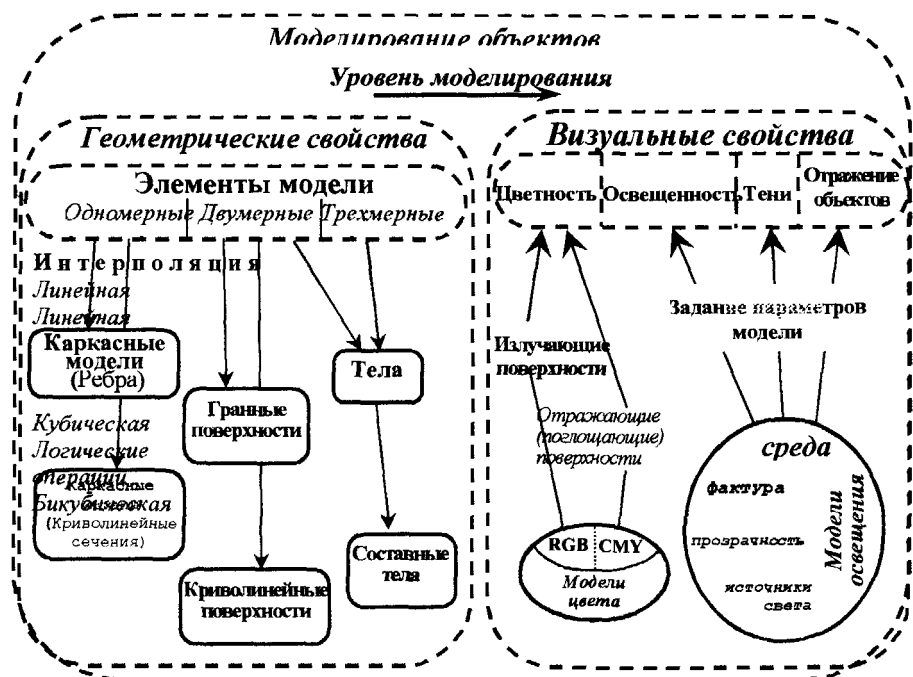 Моделирование объектов
Уровень моделирования
Геометрические свойства
Элементы модели
Одномерные Двумерные Трехмерные
Интерполяция
Линейная
Линейная
Каркасные
модели
(Ребра)
Кубическая
Логические
операции
Каркасные
Бикубическая
(Криволинейные
сечения)
Гранные
поверхности
Криволинейные
поверхности
Тела
Составные
тела
Визуальные свойства
Цветность
Освещенность
Тени
Отражение
объектов
Излучающие
поверхности
Отражающие
(поглощающие)
поверхности
RGB CMY
Модели
цвета
Задание параметров
модели
среда
фактура
прозрачность
источники
света
Модели
освещения